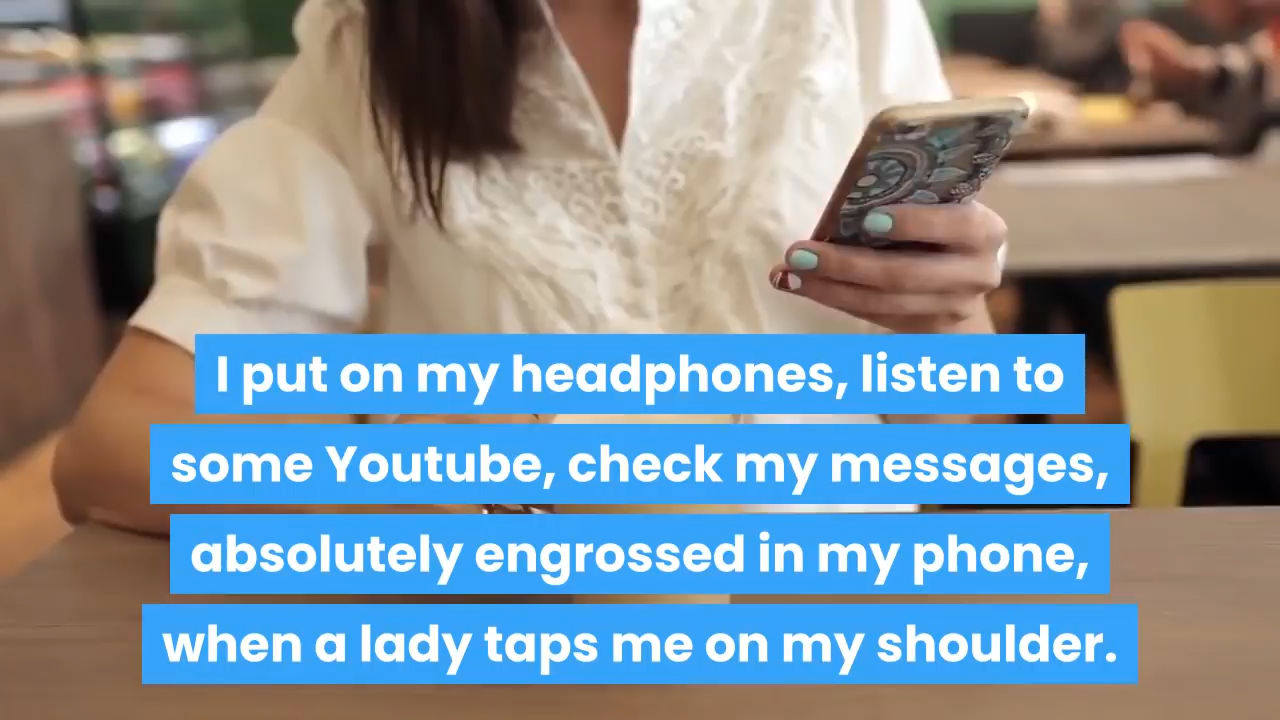 I put on my headphones, listen to
some Youtube, check my messages,
absolutely engrossed in my phone,
when a lady taps me on my shoulder.